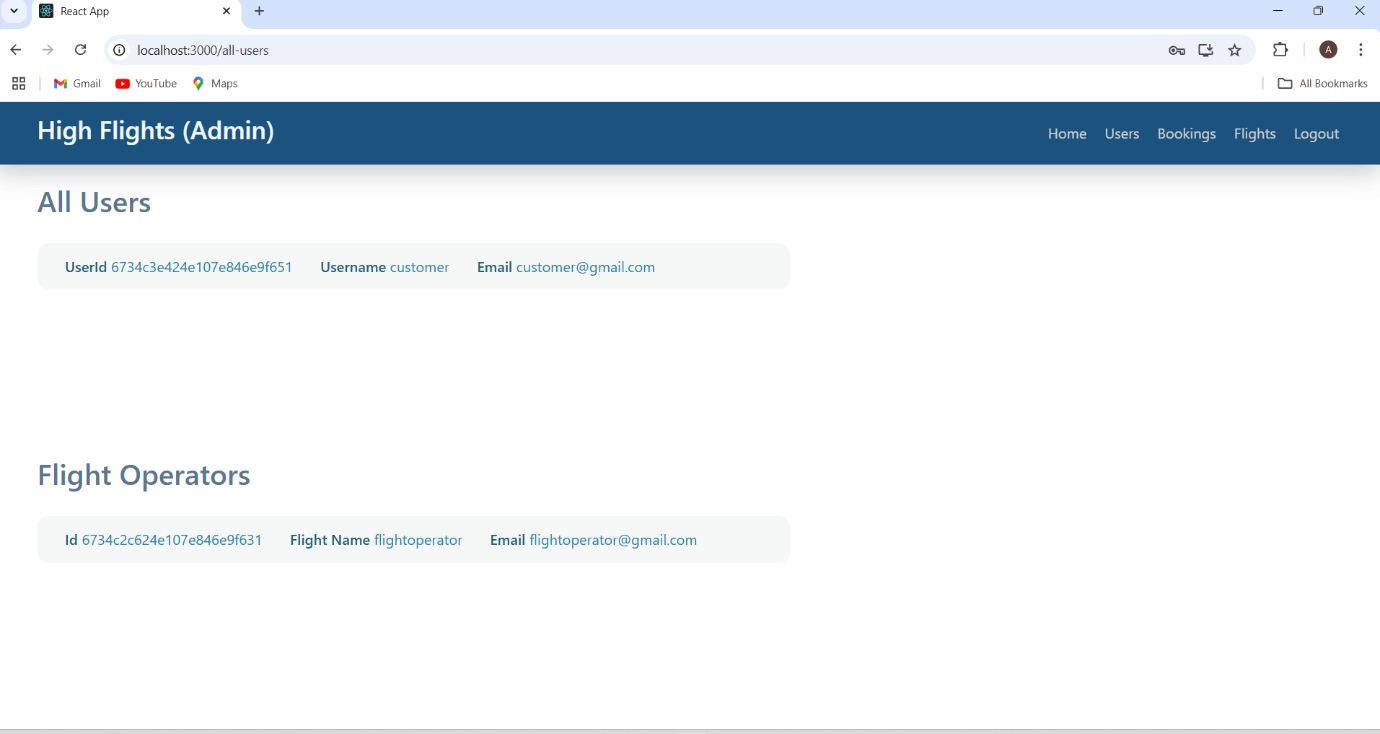 React App
localhost:3000/all-users
A
Gmail YouTube Maps All Bookmarks
High Flights (Admin) Home Users Bookings Flights Logout
All Users
UserId 6734c3e424e107e846e9f651 Username customer Email customer@gmail.com
Flight Operators
Id 6734c2c624e107e846e9f631 Flight Name flightoperator Email flightoperator@gmail.com